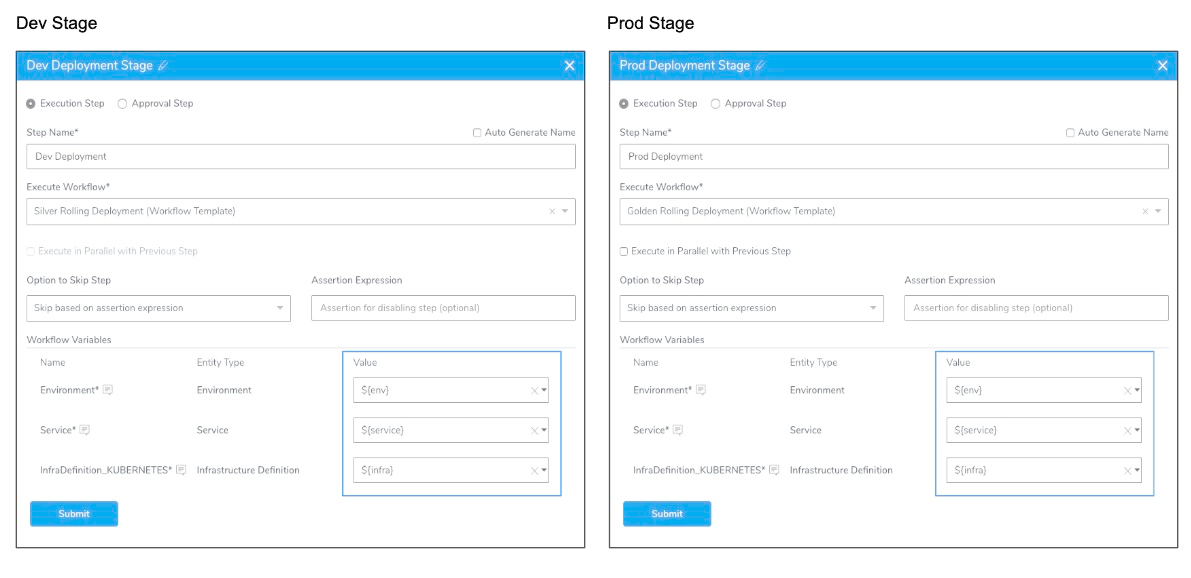 Dev Stage
Dev Deployment Stage
Execution Step Approval Step
Step Name* Auto Generate Name
Dev Deployment
Execute Workflow*
Silver Rolling Deployment (Workflow Template)
Execute in Parallel with Previous Step
Option to Skip Step Assertion Expression
Skip based on assertion expression Assertion for disabling step (optional)
Workflow Variables
Name Entity Type Value
Environment* Environment ${env}
Service* Service ${service}
InfraDefinition_KUBERNETES* Infrastructure Definition ${infra}
Submit
Prod Stage
Prod Deployment Stage
Execution Step Approval Step
Step Name* Auto Generate Name
Prod Deployment
Execute Workflow*
Golden Rolling Deployment (Workflow Template)
Execute in Parallel with Previous Step
Option to Skip Step Assertion Expression
Skip based on assertion expression Assertion for disabling step (optional)
Workflow Variables
Name Entity Type Value
Environment* Environment ${env}
Service* Service ${service}
InfraDefinition_KUBERNETES* Infrastructure Definition ${infra}
Submit